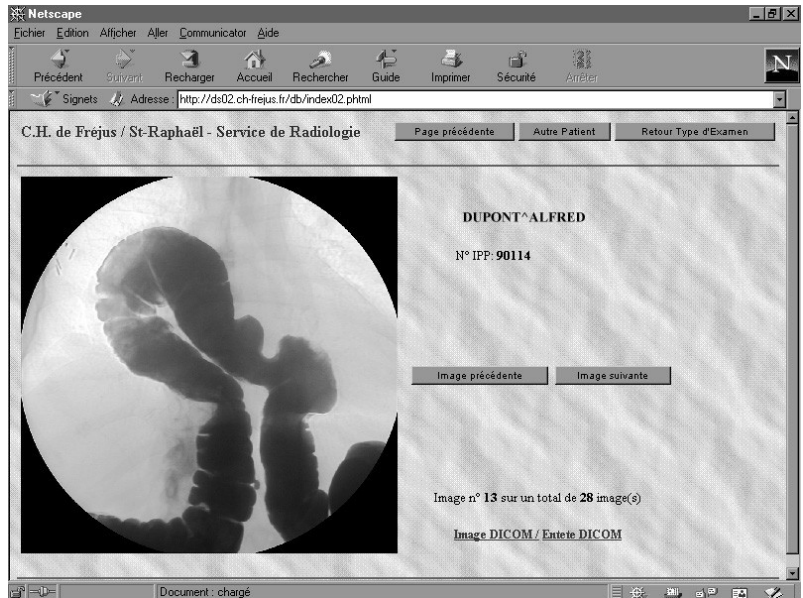 Netscape
Fichier Edition Afficher Aller Communicator Aide
Précédent Suivant Recharger Accueil Rechercher Guide Imprimer Sécurité Arrêter
N
Signets Adresse : http://ds02.ch-frejus.fr/db/index02.phtml
C.H. de Fréjus / St-Raphaël - Service de Radiologie
Page précédente Autre Patient Retour Type d'Examen
DUPONT^ALFRED
N° IPP: 90114
Image précédente Image suivante
Image n° 13 sur un total de 28 image(s)
Image DICOM / Entete DICOM
Document : chargé